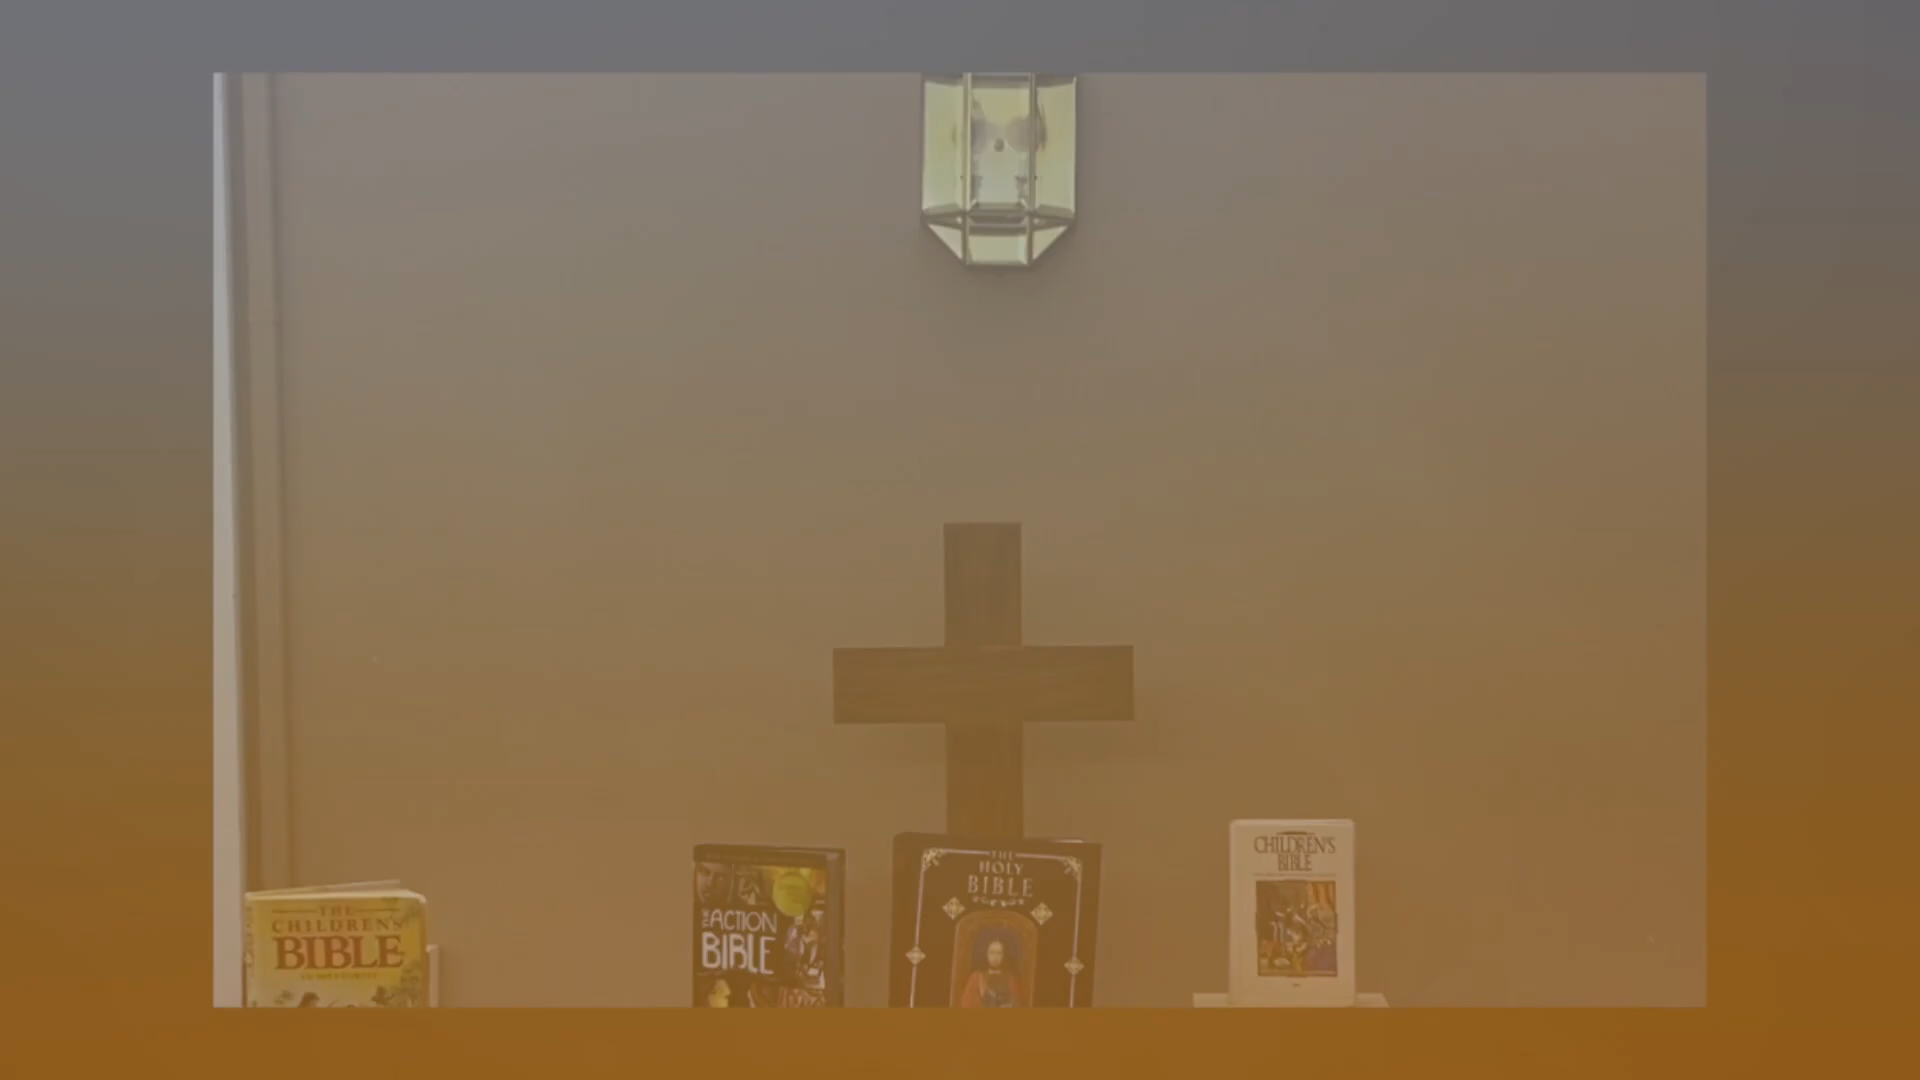 THE
CHILDREN'S
BIBLE
THE ACTION
BIBLE
THE
HOLY
BIBLE
CHILDREN'S
BIBLE